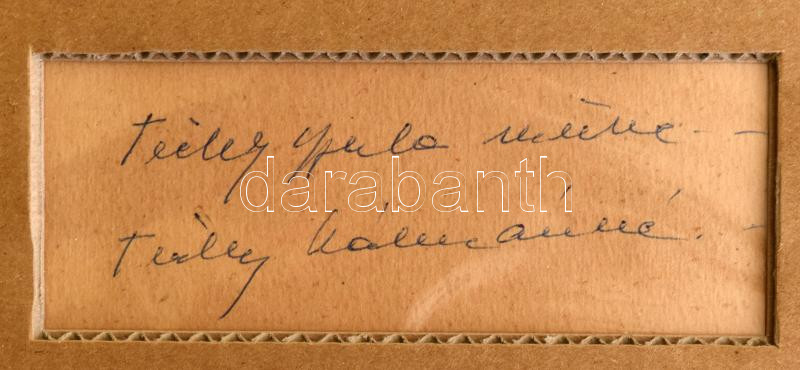 Tichy Gyula műve –
darabanth
Tichy Kálmánné. –